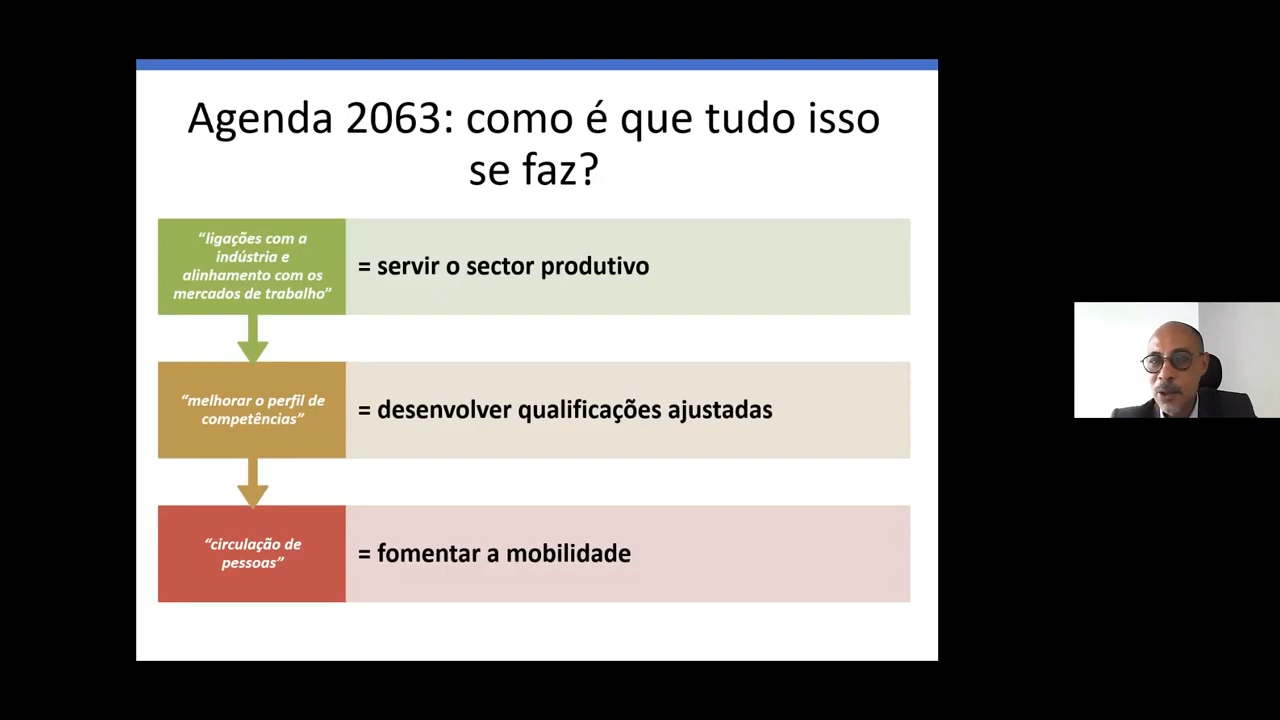 Agenda 2063: como é que tudo isso
se faz?
“ligações com a
indústria e
alinhamento com os
mercados de trabalho”
= servir o sector produtivo
“melhorar o perfil de
competências”
= desenvolver qualificações ajustadas
“circulação de
pessoas”
= fomentar a mobilidade